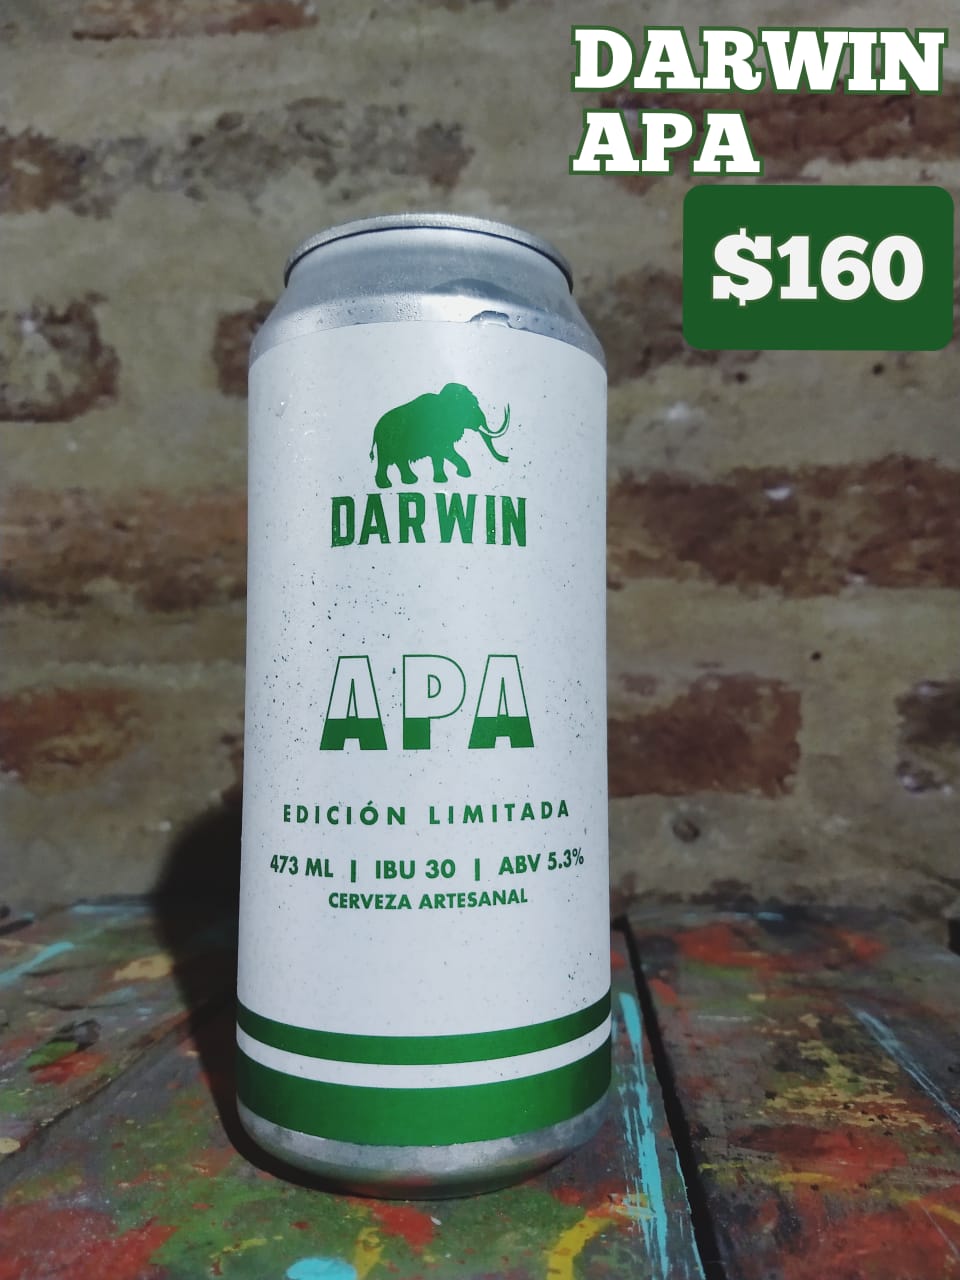 DARWIN
APA
$160
DARWIN
APA
EDICIÓN LIMITADA
473 ML | IBU 30 | ABV 5.3%
CERVEZA ARTESANAL